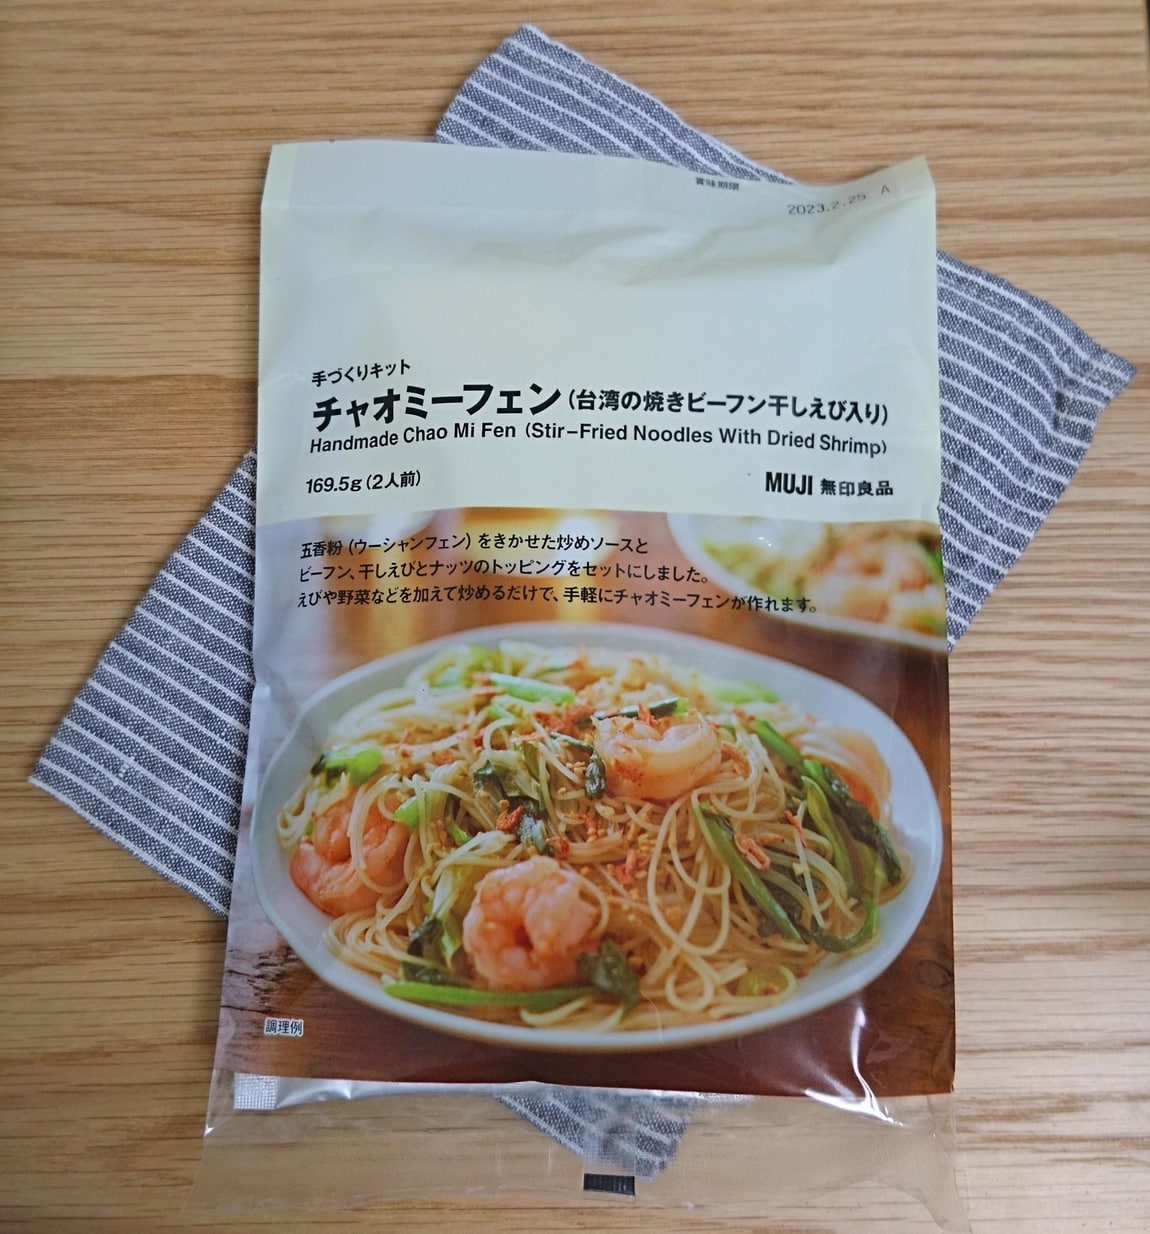 賞味期限
2023.2.25 A
手づくりキット
チャオミーフェン(台湾の焼きビーフン干しえび入り)
Handmade Chao Mi Fen (Stir-Fried Noodles With Dried Shrimp)
169.5g(2人前)
MUJI 無印良品
五香粉(ウーシャンフェン)をきかせた炒めソースと
ビーフン、干しえびとナッツのトッピングをセットにしました。
えびや野菜などを加えて炒めるだけで、手軽にチャオミーフェンが作れます。
調理例